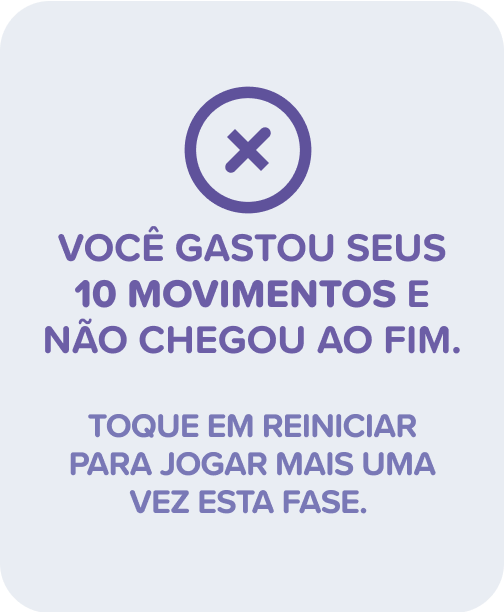 VOCÊ GASTOU SEUS
10 MOVIMENTOS E
NÃO CHEGOU AO FIM.
TOQUE EM REINICIAR
PARA JOGAR MAIS UMA
VEZ ESTA FASE.